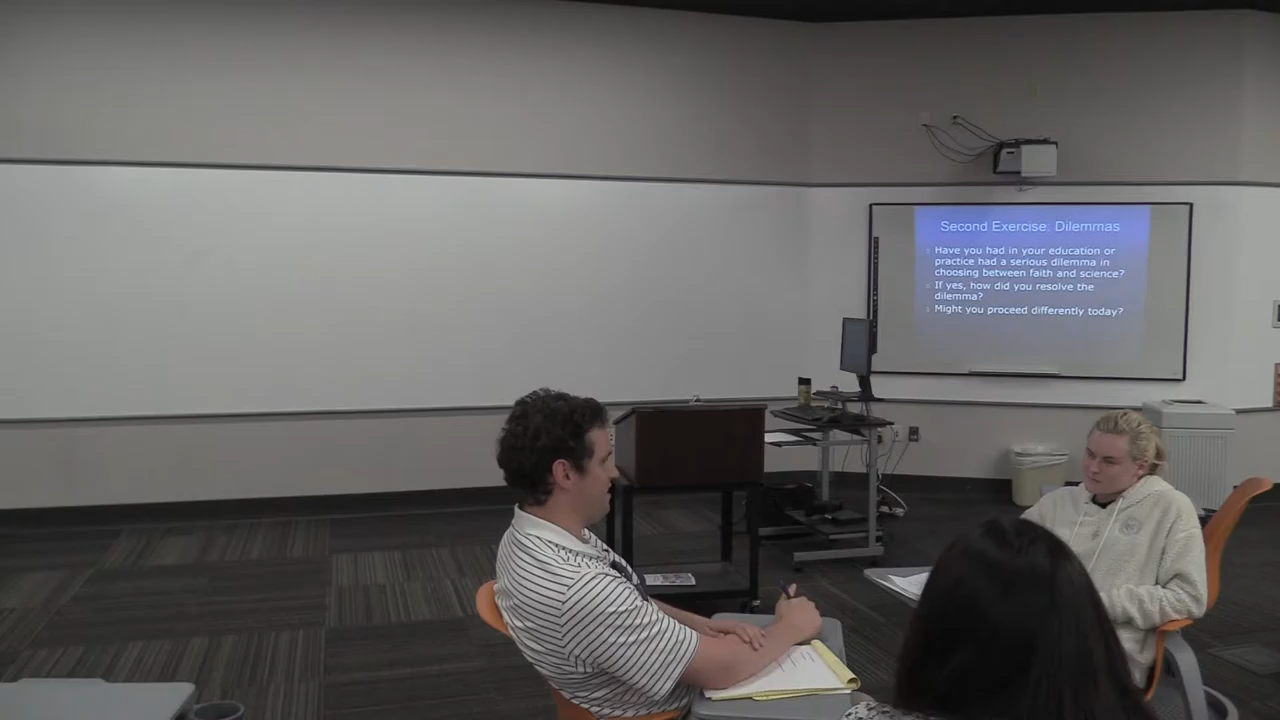 Second Exercise: Dilemmas
Have you had in your education or
practice had a serious dilemma in
choosing between faith and science?
If yes, how did you resolve the
dilemma?
Might you proceed differently today?